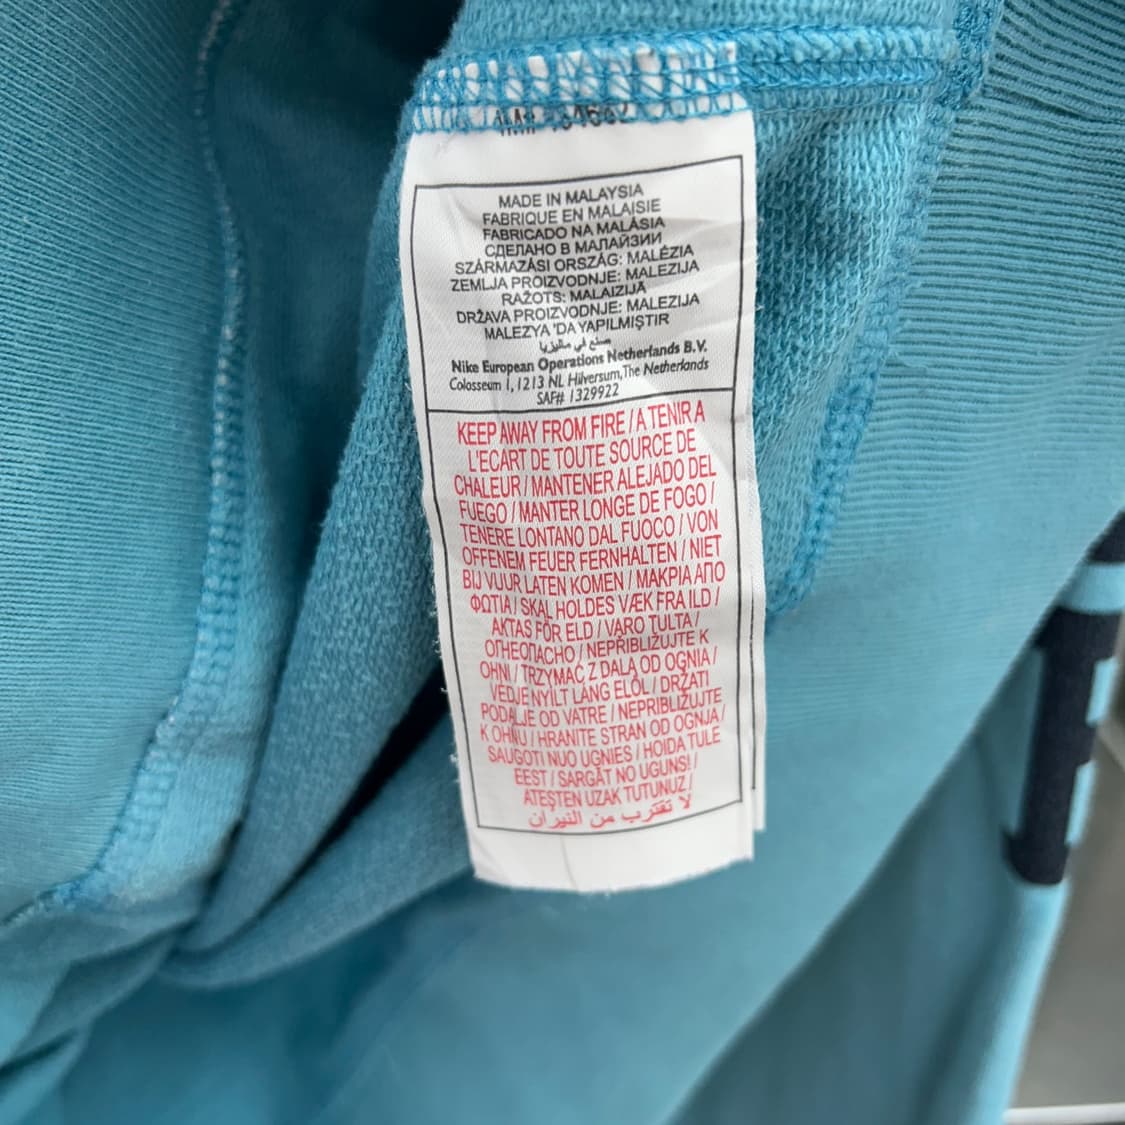 MADE IN MALAYSIA
FABRIQUE EN MALAISIE
FABRICADO NA MALÁSIA
СДЕЛАНО В МАЛАЙЗИИ
SZÁRMAZÁSI ORSZÁG: MALÉZIA
ZEMLJA PROIZVODNJE: MALEZIJA
RAŽOTS: MALAIZIJĀ
DRŽAVA PROIZVODNJE: MALEZIJA
MALEZYA 'DA YAPILMIŞTIR
صنع في ماليزيا
Nike European Operations Netherlands B.V.
Colosseum 1, 1213 NL Hilversum, The Netherlands
SAF# 1329922
KEEP AWAY FROM FIRE / A TENIR A
L'ECART DE TOUTE SOURCE DE
CHALEUR / MANTENER ALEJADO DEL
FUEGO / MANTER LONGE DE FOGO /
TENERE LONTANO DAL FUOCO / VON
OFFENEM FEUER FERNHALTEN / NIET
BIJ VUUR LATEN KOMEN / ΜΑΚΡΙΑ ΑΠΟ
ΦΩΤΙΑ / SKAL HOLDES VÆK FRA ILD /
AKTAS FÖR ELD / VARO TULTA /
ОГНЕОПАСНО / NEPŘIBLIŽUJTE K
OHNI / TRZYMAĆ Z DALA OD OGNIA /
VEDJE NYILT LÁNG ELÖL / DRŽATI
PODALJE OD VATRE / NEPRIBLIŽUJTE
K OHŇU / HRANITE STRAN OD OGNJA /
SAUGOTI NUO UGNIES / HOIDA TULE
EEST / SARGĀT NO UGUNS! /
ATEŞTEN UZAK TUTUNUZ /
لا تقترب من النيران